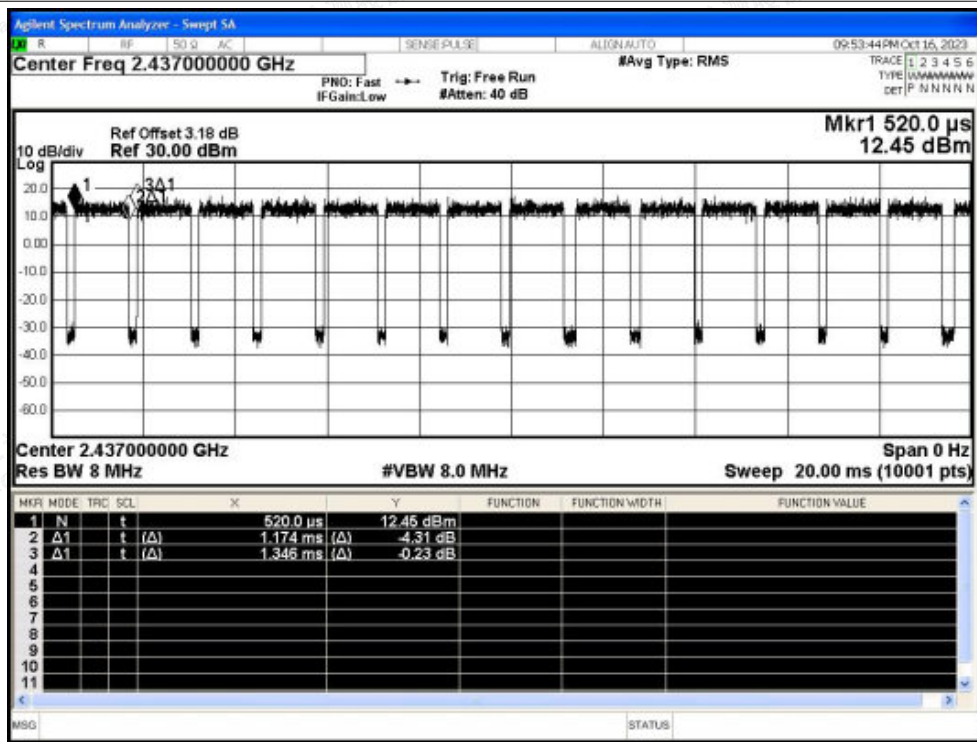 Agilent Spectrum Analyzer - Swept SA
R RF 50 Ω AC SENSE:PULSE ALIGN AUTO 09:53:44 PM Oct 16, 2023
Center Freq 2.437000000 GHz #Avg Type: RMS TRACE 1 2 3 4 5 6
PNO: Fast Trig: Free Run TYPE
IFGain:Low #Atten: 40 dB DET P N N N N N
Mkr1 520.0 µs
Ref Offset 3.18 dB
10 dB/div Ref 30.00 dBm 12.45 dBm
Log
1 3Δ1
20.0
2Δ1
10.0
0.00
-10.0
-20.0
-30.0
-40.0
-50.0
-60.0
Center 2.437000000 GHz Span 0 Hz
Res BW 8 MHz #VBW 8.0 MHz Sweep 20.00 ms (10001 pts)
MKR MODE TRC SCL X Y FUNCTION FUNCTION WIDTH FUNCTION VALUE
1 N t 520.0 µs 12.45 dBm
2 Δ1 t (Δ) 1.174 ms (Δ) -4.31 dB
3 Δ1 t (Δ) 1.346 ms (Δ) -0.23 dB
4
5
6
7
8
9
10
11
MSG STATUS